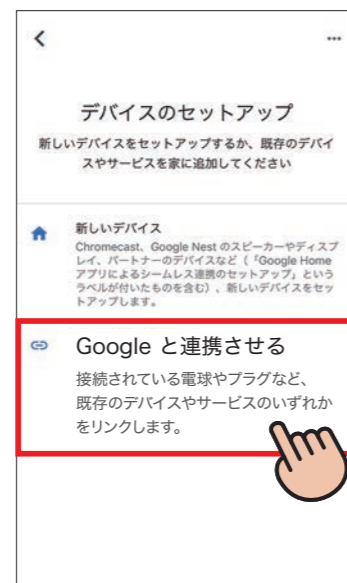 デバイスのセットアップ
新しいデバイスをセットアップするか、既存のデバイ
スやサービスを家に追加してください
新しいデバイス
Chromecast、Google Nest のスピーカーやディスプ
レイ、パートナーのデバイスなど（「Google Home
アプリによるシームレス連携のセットアップ」という
ラベルが付いたものを含む）、新しいデバイスをセッ
トアップします。
Google と連携させる
接続されている電球やプラグなど、
既存のデバイスやサービスのいずれか
をリンクします。